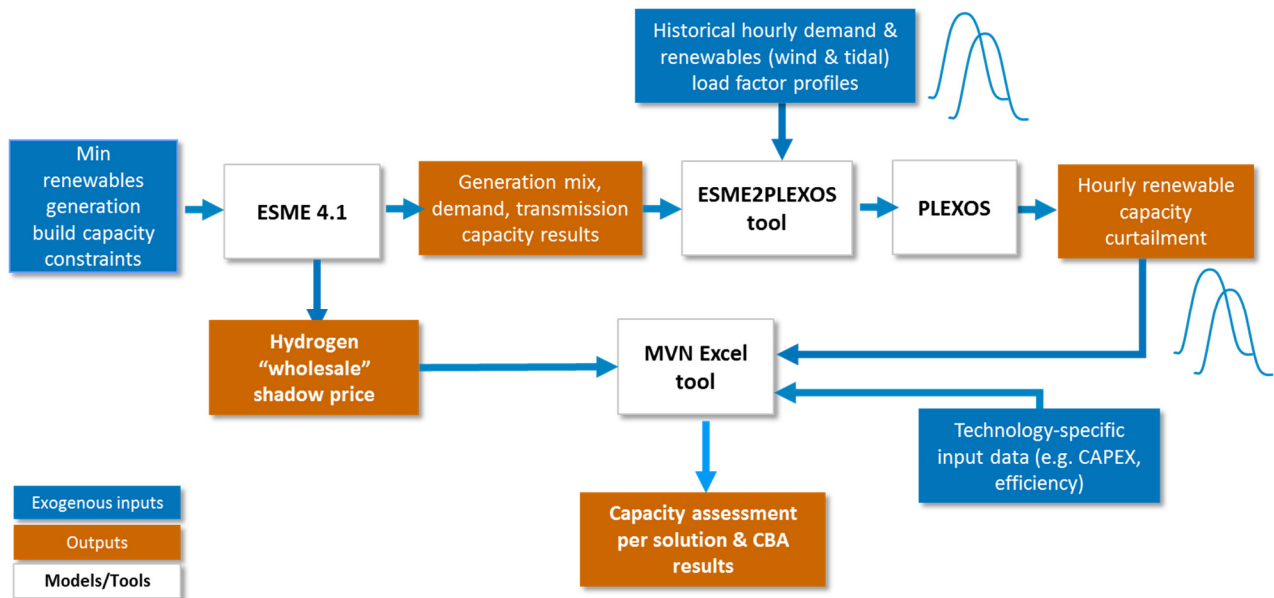 Historical hourly demand &
renewables (wind & tidal)
load factor profiles
Min
renewables
generation
build capacity
constraints
ESME 4.1
Generation mix,
demand, transmission
capacity results
ESME2PLEXOS
tool
PLEXOS
Hourly renewable
capacity
curtailment
Hydrogen
“wholesale”
shadow price
MVN Excel
tool
Technology-specific
input data (e.g. CAPEX,
efficiency)
Capacity assessment
per solution & CBA
results
Exogenous inputs
Outputs
Models/Tools